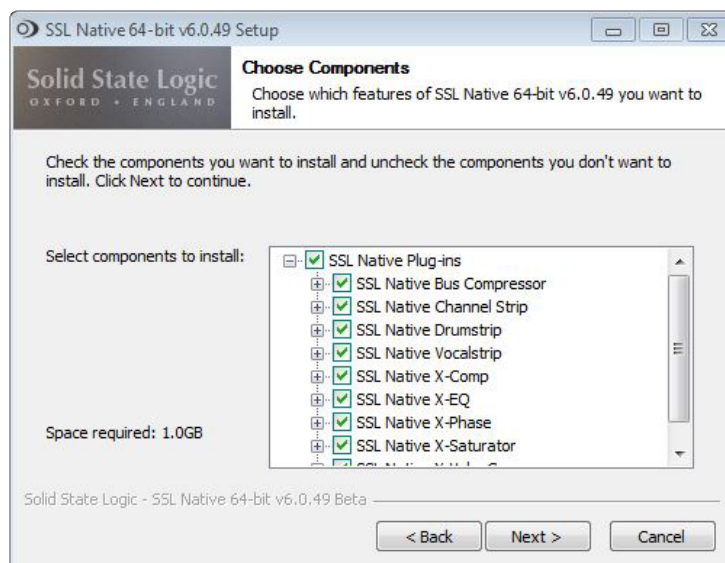 SSL Native 64-bit v6.0.49 Setup
Solid State Logic
OXFORD • ENGLAND
Choose Components
Choose which features of SSL Native 64-bit v6.0.49 you want to
install.
Check the components you want to install and uncheck the components you don't want to
install. Click Next to continue.
Select components to install:
SSL Native Plug-ins
SSL Native Bus Compressor
SSL Native Channel Strip
SSL Native Drumstrip
SSL Native Vocalstrip
SSL Native X-Comp
SSL Native X-EQ
SSL Native X-Phase
SSL Native X-Saturator
Space required: 1.0GB
Solid State Logic - SSL Native 64-bit v6.0.49 Beta
< Back
Next >
Cancel